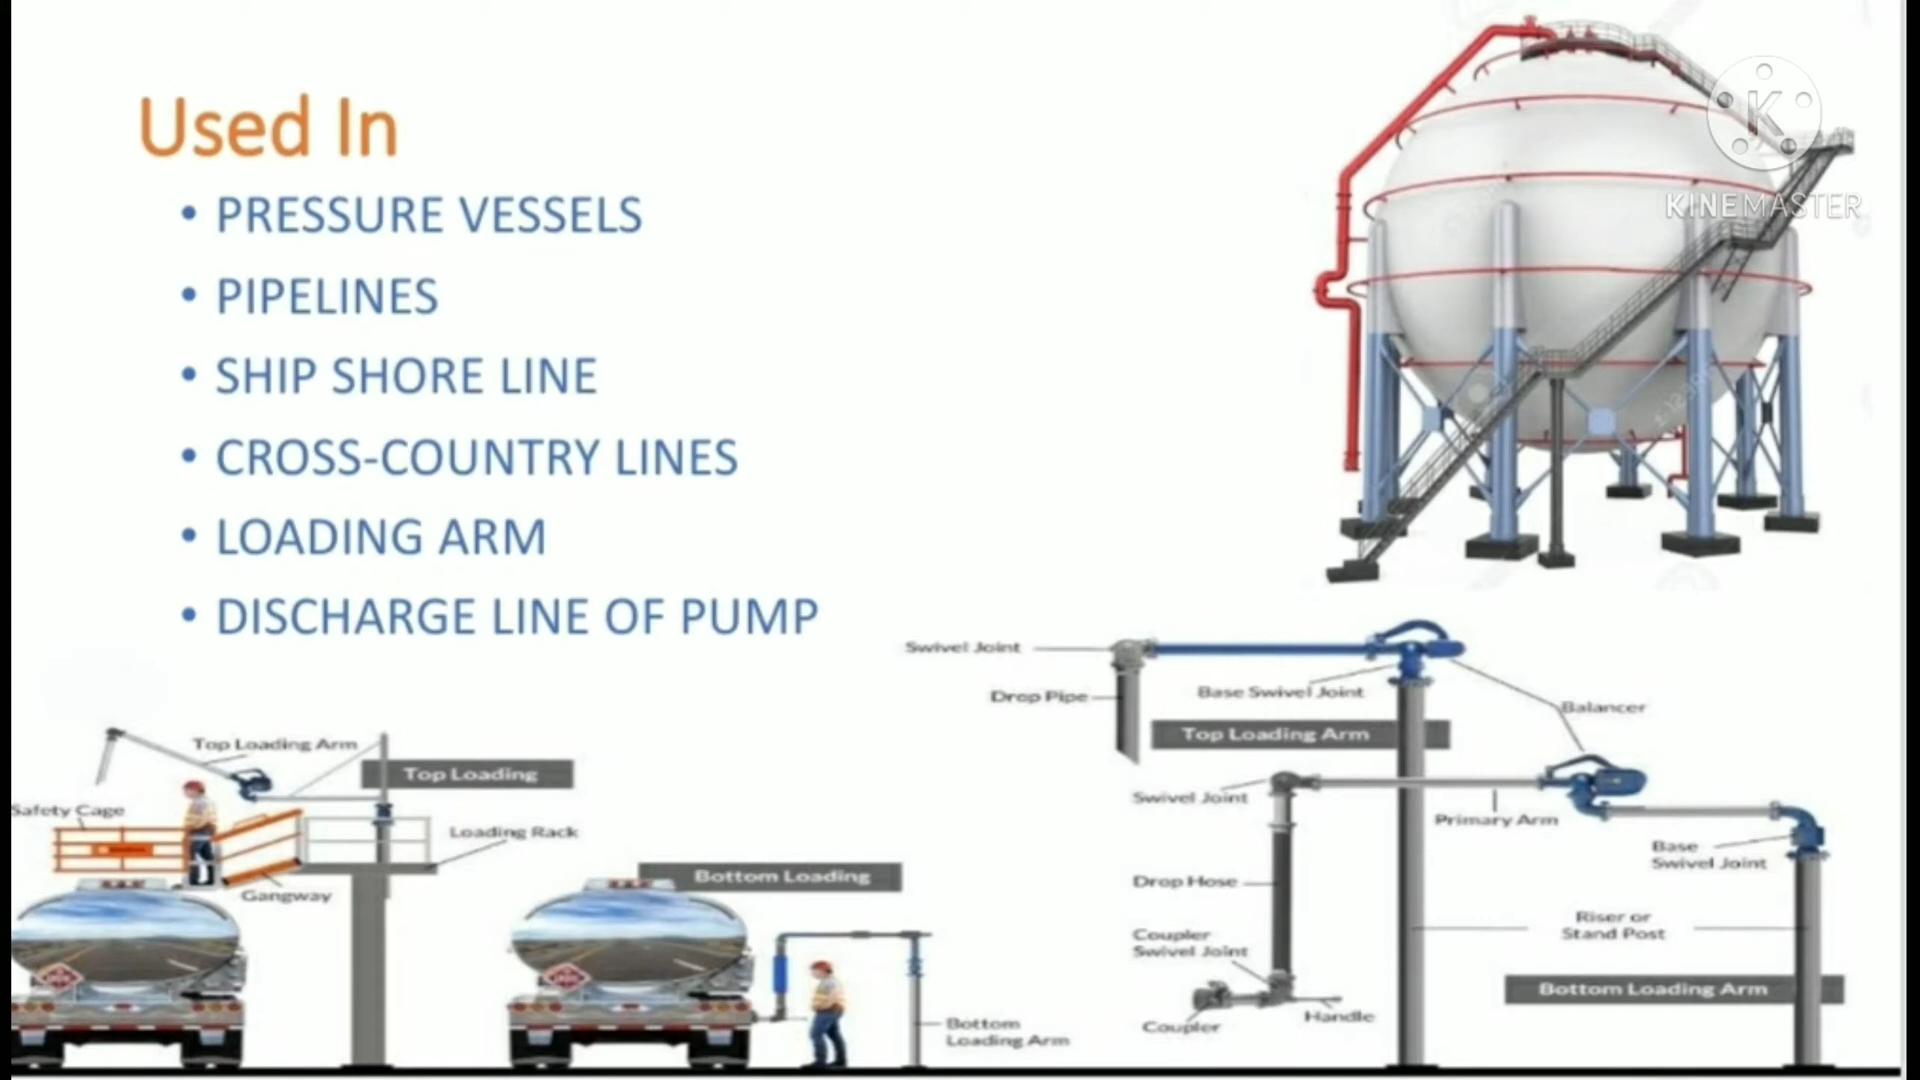 Used In
• PRESSURE VESSELS
• PIPELINES
• SHIP SHORE LINE
• CROSS-COUNTRY LINES
• LOADING ARM
• DISCHARGE LINE OF PUMP
K
KINEMASTER
Top Loading Arm
Top Loading
Safety Cage
Loading Rack
Gangway
Bottom Loading
Bottom
Loading Arm
Swivel Joint
Drop Pipe
Base Swivel Joint
Balancer
Top Loading Arm
Swivel Joint
Primary Arm
Base
Swivel Joint
Drop Hose
Riser or
Stand Post
Coupler
Swivel Joint
Bottom Loading Arm
Coupler
Handle